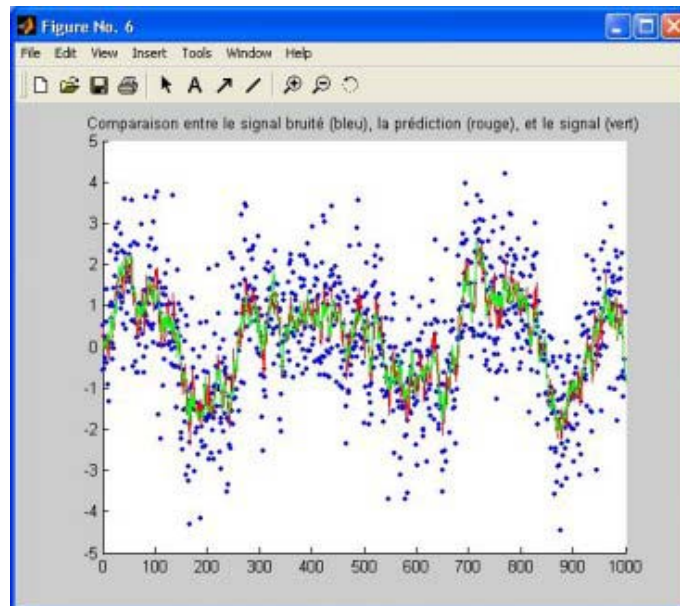 Figure No. 6
File Edit View Insert Tools Window Help
A
Comparaison entre le signal bruité (bleu), la prédiction (rouge), et le signal (vert)
5
4
3
2
1
0
-1
-2
-3
-4
-5
0 100 200 300 400 500 600 700 800 900 1000